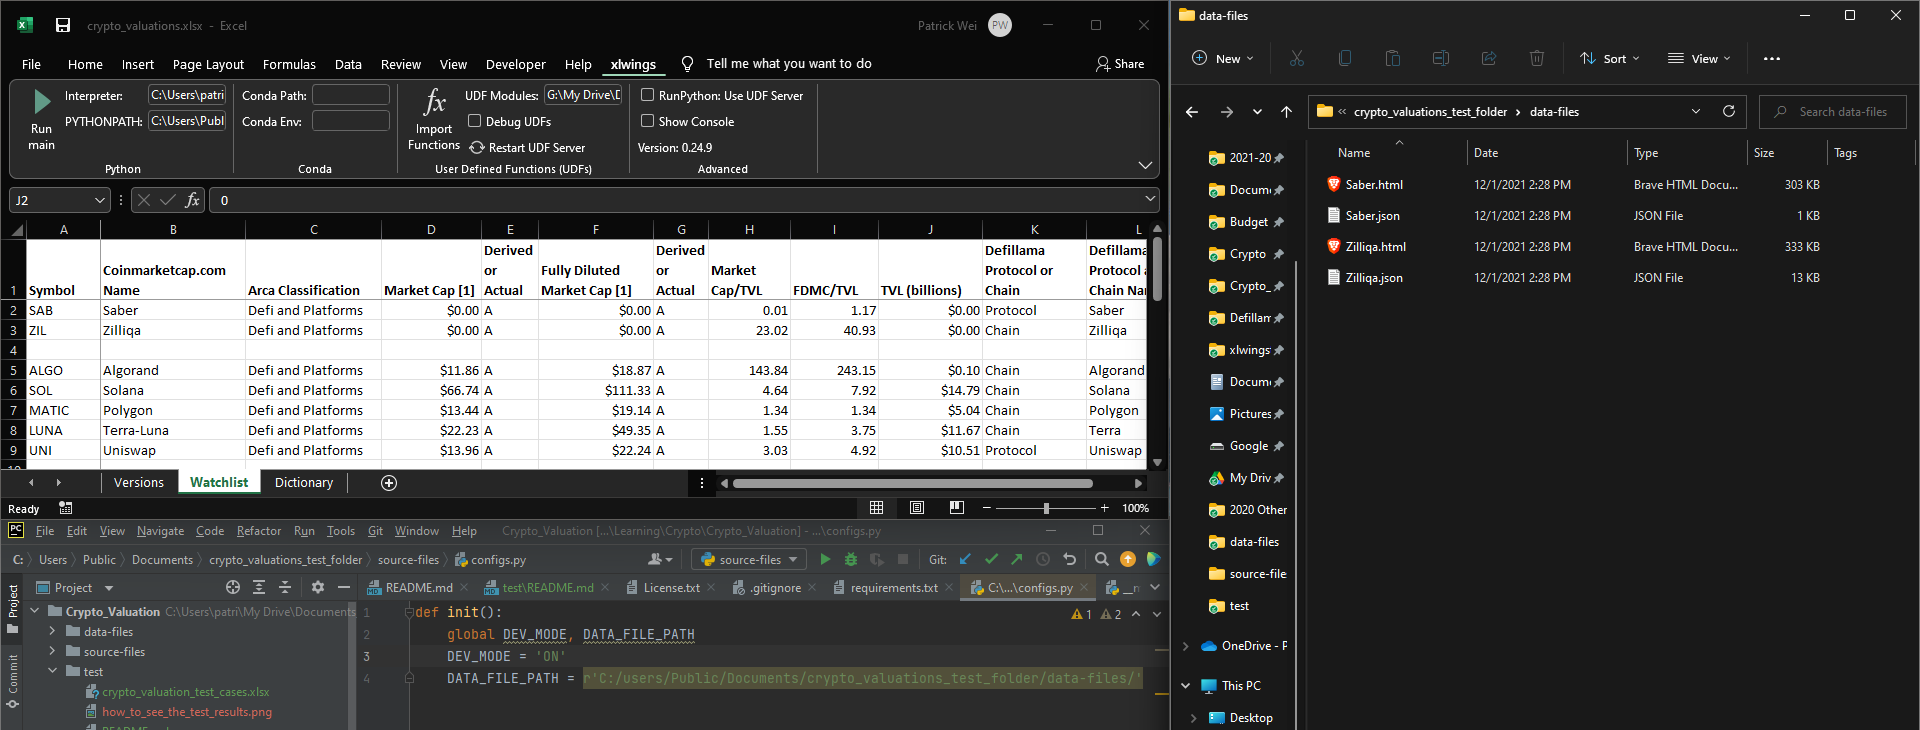 crypto_valuations.xlsx - Excel
Patrick Wei PW
File Home Insert Page Layout Formulas Data Review View Developer Help xlwings Tell me what you want to do Share
Run main
Interpreter: C:\Users\patri
PYTHONPATH: C:\Users\Publ
Python
Conda Path:
Conda Env:
Conda
fx
Import Functions
UDF Modules: G:\My Drive\D
Debug UDFs
Restart UDF Server
User Defined Functions (UDFs)
RunPython: Use UDF Server
Show Console
Version: 0.24.9
Advanced
J2 fx 0
A B C D E F G H I J K L
1 Symbol Coinmarketcap.com Name Arca Classification Market Cap [1] Derived or Actual Fully Diluted Market Cap [1] Derived or Actual Market Cap/TVL FDMC/TVL TVL (billions) Defillama Protocol or Chain Defillama Protocol Chain Nar
2 SAB Saber Defi and Platforms $0.00 A $0.00 A 0.01 1.17 $0.00 Protocol Saber
3 ZIL Zilliqa Defi and Platforms $0.00 A $0.00 A 23.02 40.93 $0.00 Chain Zilliqa
4
5 ALGO Algorand Defi and Platforms $11.86 A $18.87 A 143.84 243.15 $0.10 Chain Algorand
6 SOL Solana Defi and Platforms $66.74 A $111.33 A 4.64 7.92 $14.79 Chain Solana
7 MATIC Polygon Defi and Platforms $13.44 A $19.14 A 1.34 1.34 $5.04 Chain Polygon
8 LUNA Terra-Luna Defi and Platforms $22.23 A $49.35 A 1.55 3.75 $11.67 Chain Terra
9 UNI Uniswap Defi and Platforms $13.96 A $22.24 A 3.03 4.92 $10.51 Protocol Uniswap
Versions Watchlist Dictionary
Ready
100%
PC File Edit View Navigate Code Refactor Run Tools Git Window Help Crypto_Valuation [...\Learning\Crypto\Crypto_Valuation] - ...\configs.py
C: Users Public Documents crypto_valuations_test_folder source-files configs.py
source-files
Git:
Project
README.md test\README.md License.txt .gitignore requirements.txt C:\...\configs.py
Project
Commit
Crypto_Valuation C:\Users\patri\My Drive\Documents
data-files
source-files
test
crypto_valuation_test_cases.xlsx
how_to_see_the_test_results.png
1 def init():
2 global DEV_MODE, DATA_FILE_PATH
3 DEV_MODE = 'ON'
4 DATA_FILE_PATH = r'C:/users/Public/Documents/crypto_valuations_test_folder/data-files/'
1 2
data-files
New Sort View
« crypto_valuations_test_folder › data-files
Search data-files
Name Date Type Size Tags
Saber.html 12/1/2021 2:28 PM Brave HTML Docu... 303 KB
Saber.json 12/1/2021 2:28 PM JSON File 1 KB
Zilliqa.html 12/1/2021 2:28 PM Brave HTML Docu... 333 KB
Zilliqa.json 12/1/2021 2:28 PM JSON File 13 KB
2021-20
Docume
Budget
Crypto
Crypto_
Defillam
xlwings
Docume
Pictures
Google
My Driv
2020 Other
data-files
source-file
test
OneDrive - P
This PC
Desktop